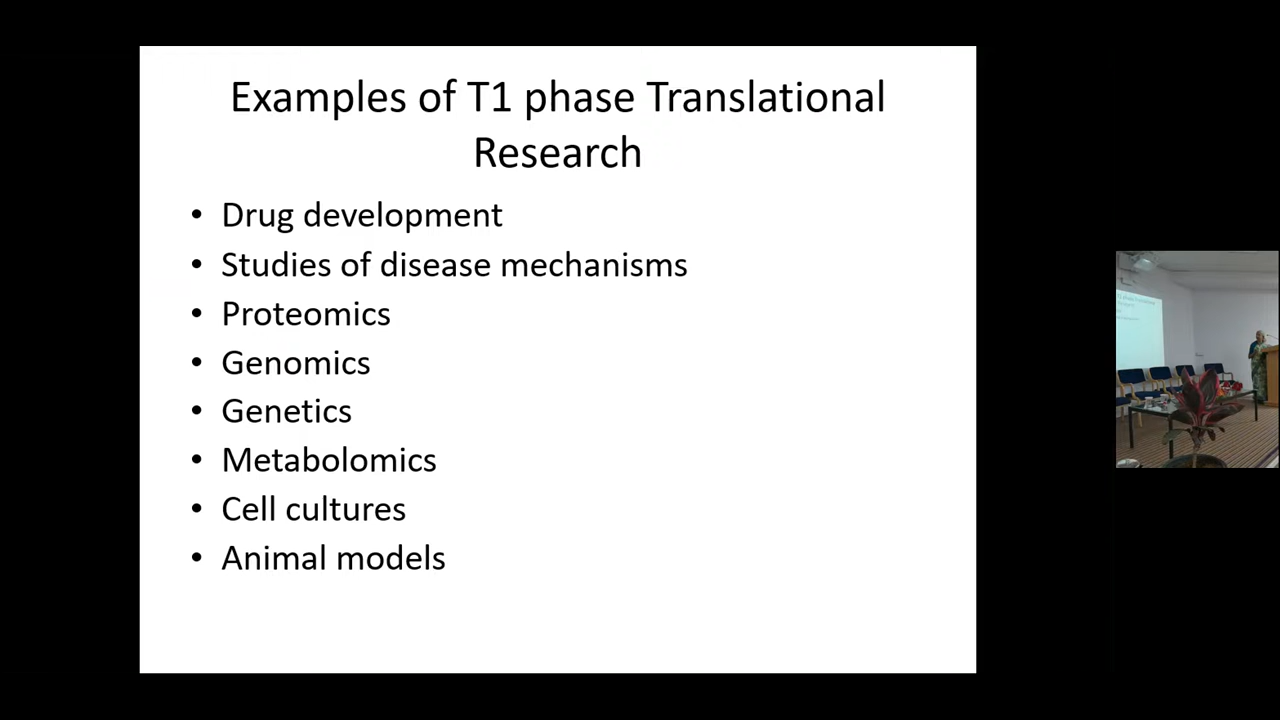 Examples of T1 phase Translational
Research
• Drug development
• Studies of disease mechanisms
• Proteomics
• Genomics
• Genetics
• Metabolomics
• Cell cultures
• Animal models